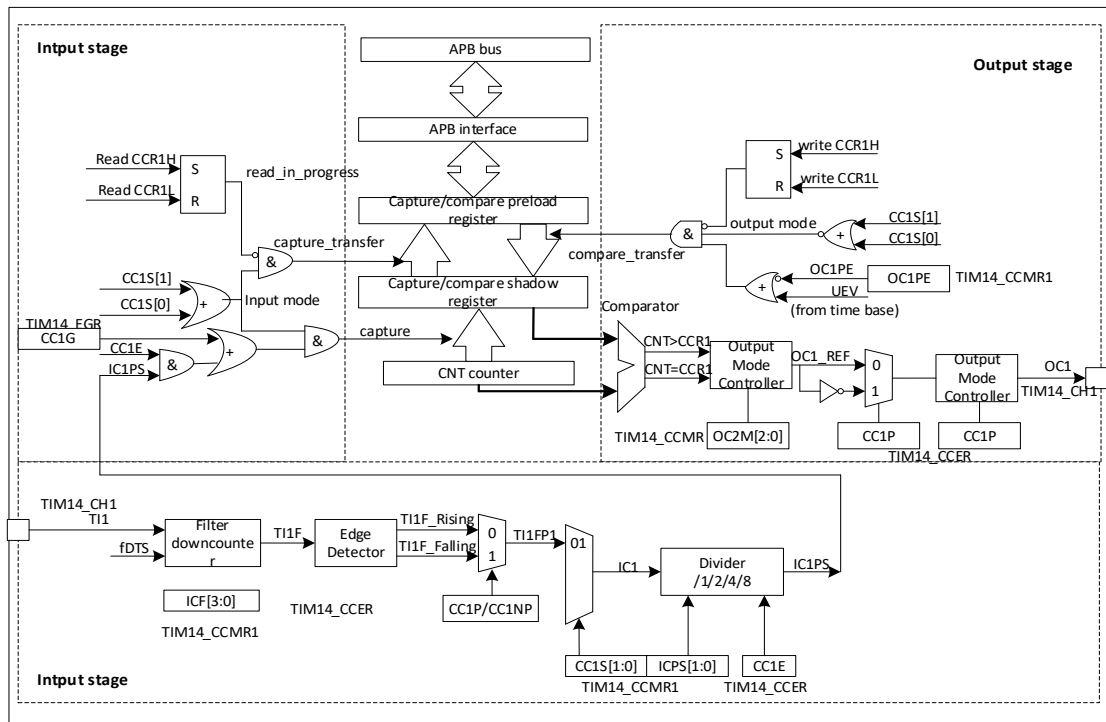 Intput stage
APB bus
Output stage
APB interface
S
R
Read CCR1H
Read CCR1L
read_in_progress
S
R
write CCR1H
write CCR1L
Capture/compare preload
register
capture_transfer
&
&
output mode
+
CC1S[1]
CC1S[0]
compare_transfer
CC1S[1]
CC1S[0]
+
Input mode
Capture/compare shadow
register
+
OC1PE
OC1PE
TIM14_CCMR1
UEV
(from time base)
TIM14_EGR
CC1G
CC1E
IC1PS
&
+
&
capture
CNT counter
Comparator
CNT>CCR1
CNT=CCR1
Output
Mode
Controller
OC1_REF
0
1
Output
Mode
Controller
OC1
TIM14_CH1
TIM14_CCMR
OC2M[2:0]
CC1P
CC1P
TIM14_CCER
TIM14_CH1
TI1
fDTS
Filter
downcounte
r
TI1F
Edge
Detector
TI1F_Rising
TI1F_Falling
0
1
TI1FP1
01
IC1
Divider
/1/2/4/8
IC1PS
ICF[3:0]
TIM14_CCMR1
TIM14_CCER
CC1P/CC1NP
CC1S[1:0]
ICPS[1:0]
CC1E
TIM14_CCMR1
TIM14_CCER
Intput stage